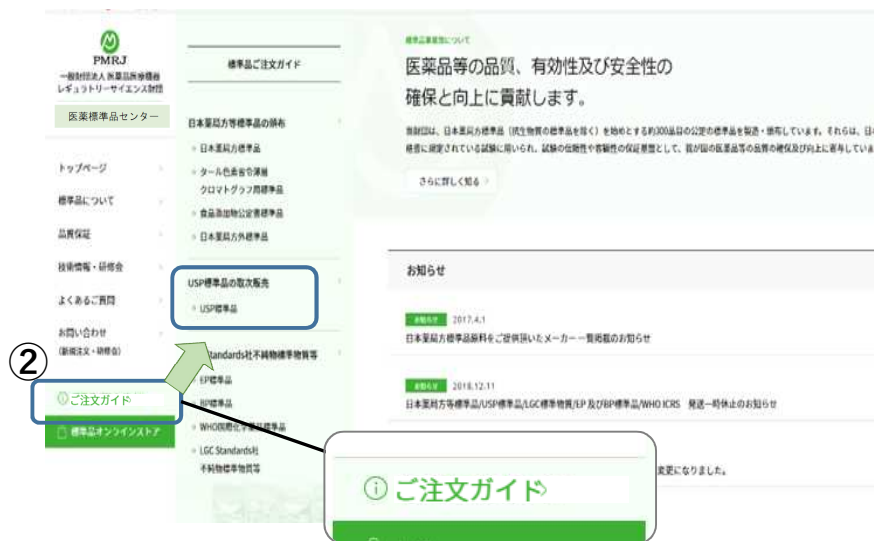 PMRJ
一般財団法人 医薬品医療機器
レギュラトリーサイエンス財団
医薬標準品センター
トップページ
標準品について
品質保証
技術情報・研修会
よくあるご質問
お問い合わせ
(新規注文・研修会)
②
ご注文ガイド
標準品オンラインストア
標準品ご注文ガイド
日本薬局方等標準品の頒布
日本薬局方標準品
タール色素省令薄層
クロマトグラフ用標準品
食品添加物公定書標準品
日本薬局方外標準品
USP標準品の取次販売
USP標準品
Standards社不純物標準物質等
EP標準品
BP標準品
WHO国際化学薬品標準品
LGC Standards社
不純物標準物質等
標準品事業部について
医薬品等の品質、有効性及び安全性の
確保と向上に貢献します。
当財団は、日本薬局方標準品（抗生物質の標準品を除く）を始めとする約300品目の公定の標準品を製造・頒布しています。それらは、日本
格書に規定されている試験に用いられ、試験の信頼性や客観性の保証基盤として、我が国の医薬品等の品質の確保及び向上に寄与していま
さらに詳しく知る
お知らせ
お知らせ 2017.4.1
日本薬局方標準品原料をご提供頂いたメーカー一覧掲載のお知らせ
お知らせ 2018.12.11
日本薬局方等標準品/USP標準品/LGC標準物質/EP 及びBP標準品/WHO ICRS 発送一時休止のお知らせ
変更になりました。
ご注文ガイド